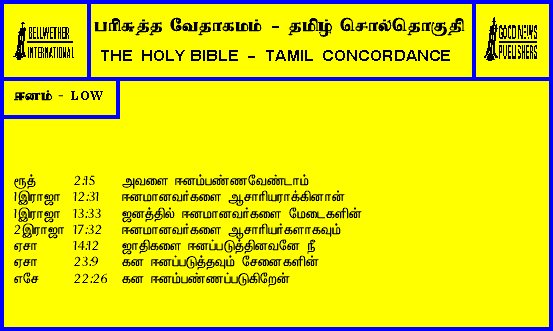 BELLWETHER
INTERNATIONAL
பரிசுத்த வேதாகமம் - தமிழ் சொல்தொகுதி
THE HOLY BIBLE - TAMIL CONCORDANCE
GOOD NEWS
PUBLISHERS
ஈனம் - LOW
ரூத் 2:15 அவளை ஈனம்பண்ணவேண்டாம்
1இராஜா 12:31 ஈனமானவர்களை ஆசாரியராக்கினான்
1இராஜா 13:33 ஜனத்தில் ஈனமானவர்களை மேடைகளின்
2இராஜா 17:32 ஈனமானவர்களை ஆசாரியர்களாகவும்
ஏசா 14:12 ஜாதிகளை ஈனப்படுத்தினவனே நீ
ஏசா 23:9 கன ஈனப்படுத்தவும் சேனைகளின்
எசே 22:26 கன ஈனம்பண்ணப்படுகிறேன்